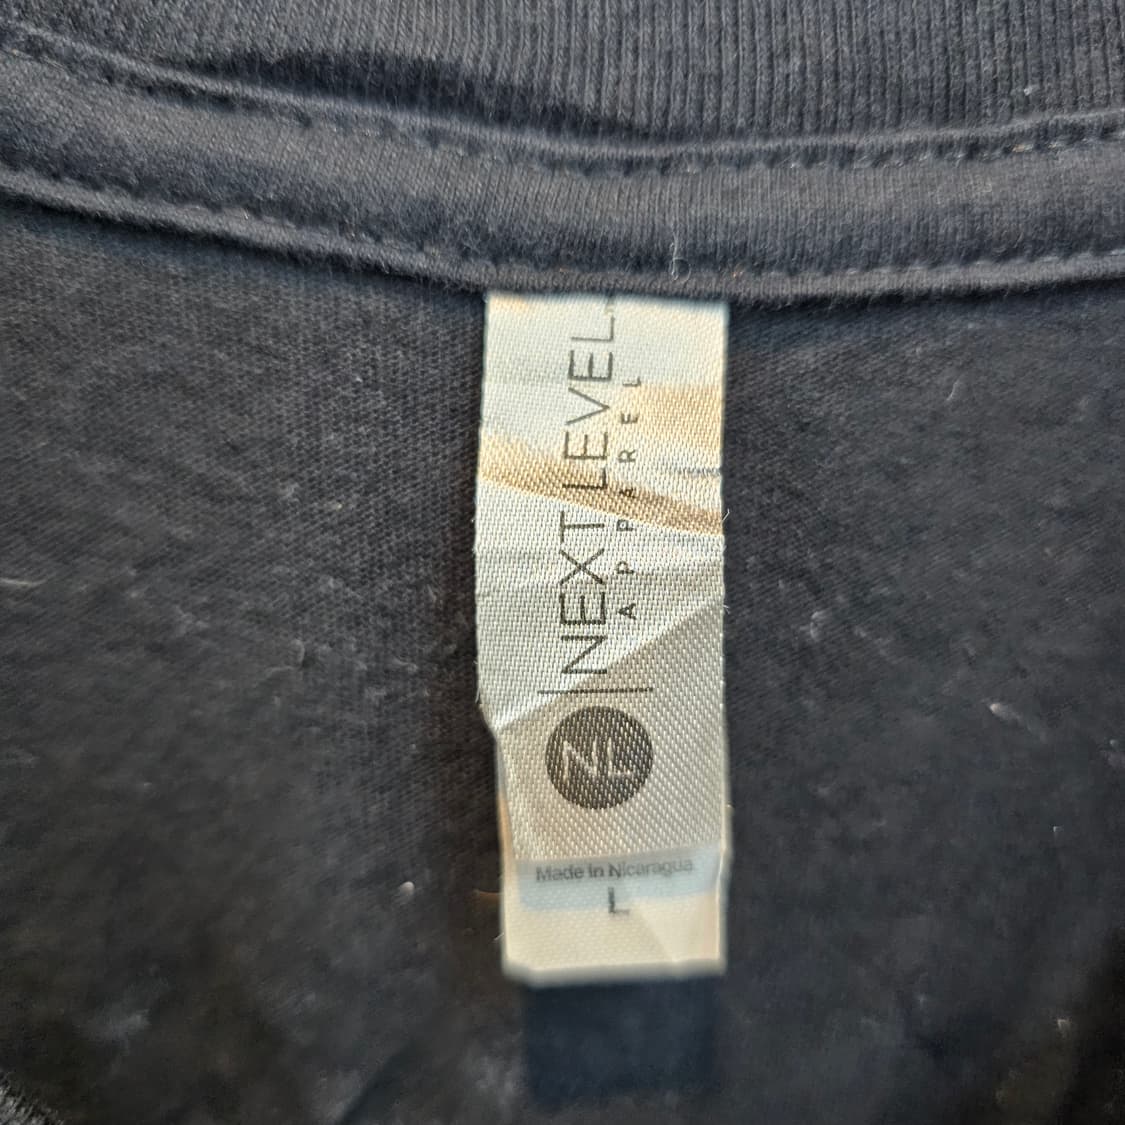 NEXT LEVEL
APPAREL
NL
Made in Nicaragua
L